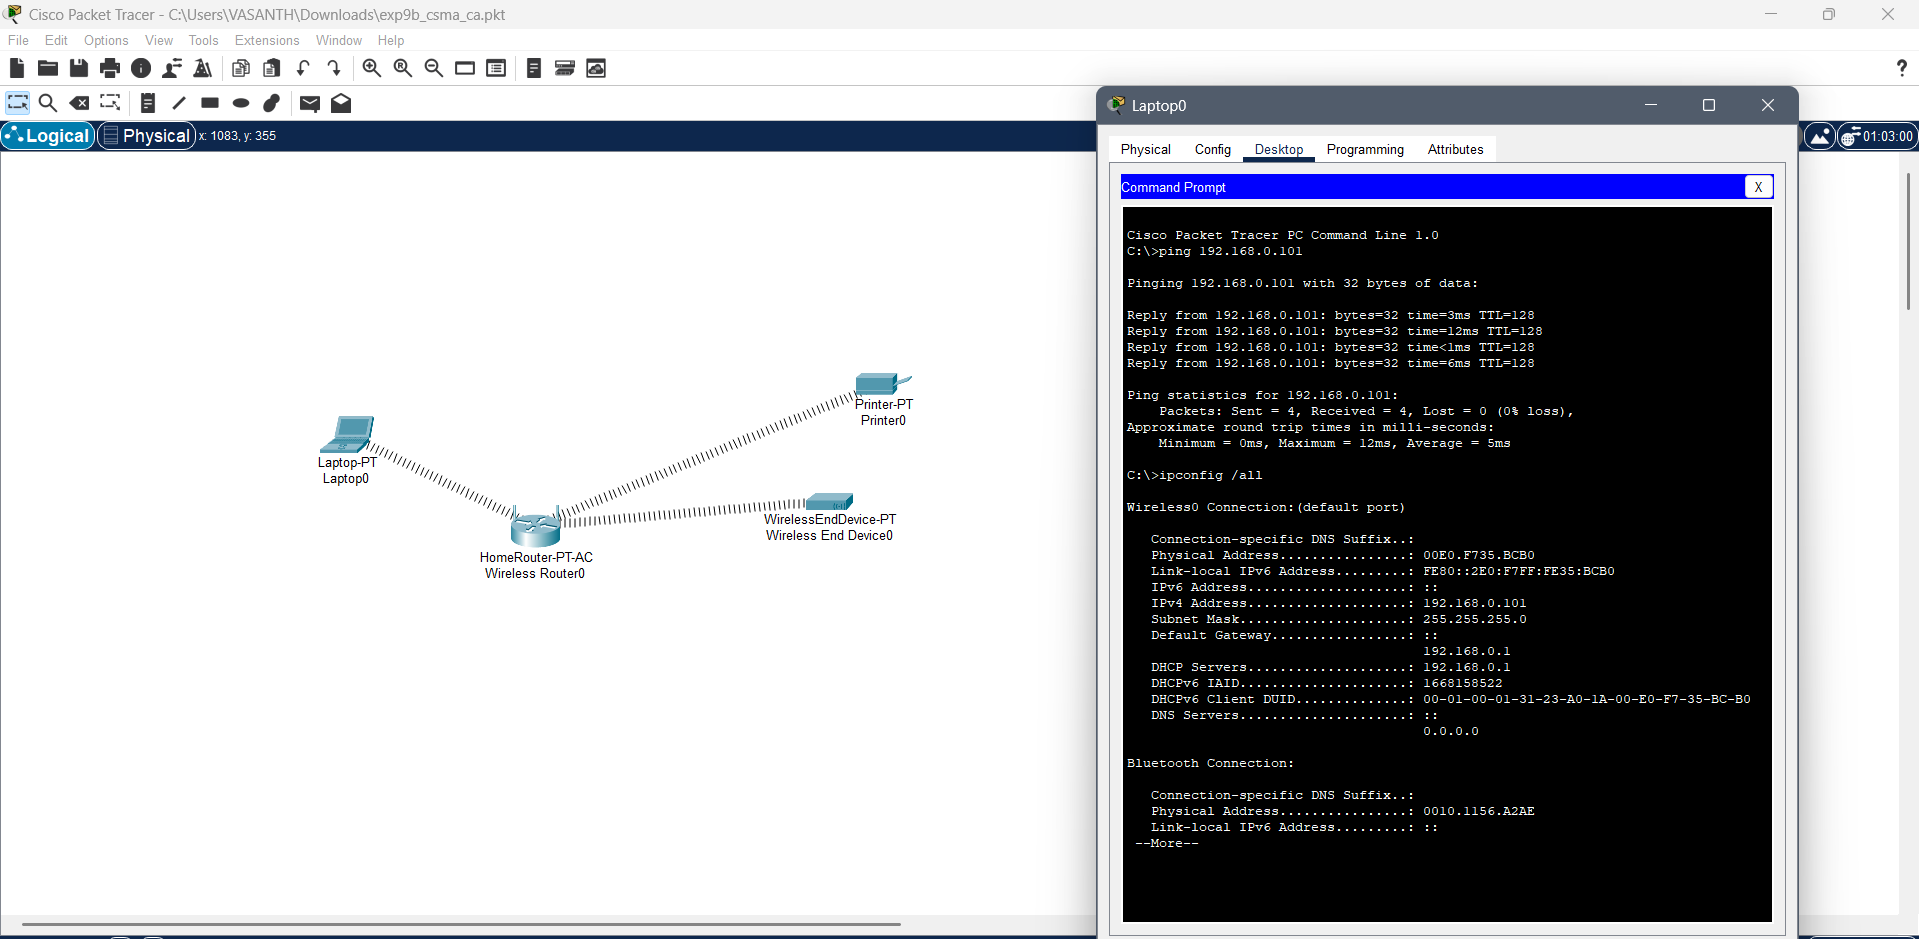 Cisco Packet Tracer - C:\Users\VASANTH\Downloads\exp9b_csma_ca.pkt
File Edit Options View Tools Extensions Window Help
?
Logical Physical x: 1083, y: 355
01:03:00
Laptop0
Physical Config Desktop Programming Attributes
Command Prompt
X
Cisco Packet Tracer PC Command Line 1.0
C:\>ping 192.168.0.101
Pinging 192.168.0.101 with 32 bytes of data:
Reply from 192.168.0.101: bytes=32 time=3ms TTL=128
Reply from 192.168.0.101: bytes=32 time=12ms TTL=128
Reply from 192.168.0.101: bytes=32 time<1ms TTL=128
Reply from 192.168.0.101: bytes=32 time=6ms TTL=128
Ping statistics for 192.168.0.101:
Packets: Sent = 4, Received = 4, Lost = 0 (0% loss),
Approximate round trip times in milli-seconds:
Minimum = 0ms, Maximum = 12ms, Average = 5ms
C:\>ipconfig /all
Wireless0 Connection:(default port)
Connection-specific DNS Suffix..:
Physical Address................: 00E0.F735.BCB0
Link-local IPv6 Address.........: FE80::2E0:F7FF:FE35:BCB0
IPv6 Address....................: ::
IPv4 Address....................: 192.168.0.101
Subnet Mask.....................: 255.255.255.0
Default Gateway.................: ::
192.168.0.1
DHCP Servers....................: 192.168.0.1
DHCPv6 IAID.....................: 1668158522
DHCPv6 Client DUID..............: 00-01-00-01-31-23-A0-1A-00-E0-F7-35-BC-B0
DNS Servers.....................: ::
0.0.0.0
Bluetooth Connection:
Connection-specific DNS Suffix..:
Physical Address................: 0010.1156.A2AE
Link-local IPv6 Address.........: ::
--More--
Printer-PT
Printer0
Laptop-PT
Laptop0
WirelessEndDevice-PT
Wireless End Device0
HomeRouter-PT-AC
Wireless Router0